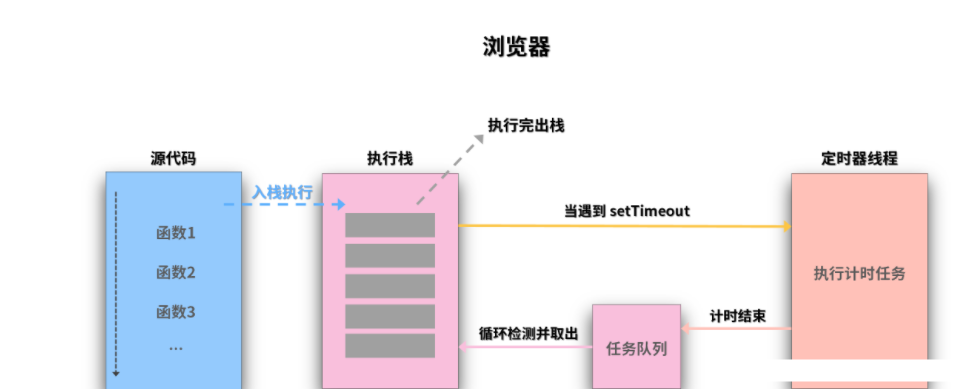 浏览器
执行完出栈
源代码
执行栈
定时器线程
入栈执行
当遇到 setTimeout
函数1
函数2
函数3
...
执行计时任务
计时结束
循环检测并取出
任务队列